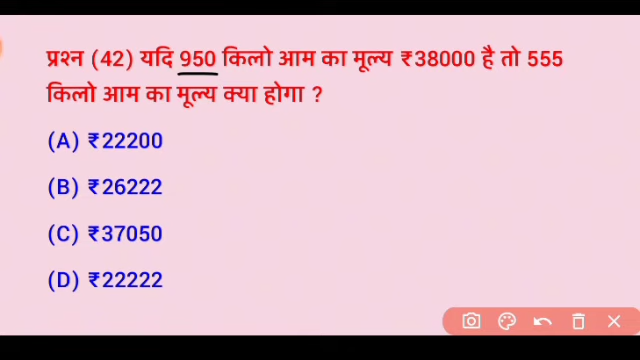 प्रश्न (42) यदि 950 किलो आम का मूल्य ₹38000 है तो 555
किलो आम का मूल्य क्या होगा ?
(A) ₹22200
(B) ₹26222
(C) ₹37050
(D) ₹22222